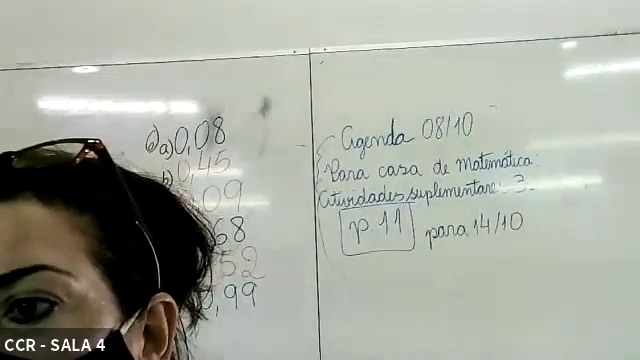 6) a) 0,08
b) 0,45
09
68
52
0,99
Agenda 08/10
Para casa de matemática:
Atividades suplementares 3
p 11 para 14/10
CCR - SALA 4